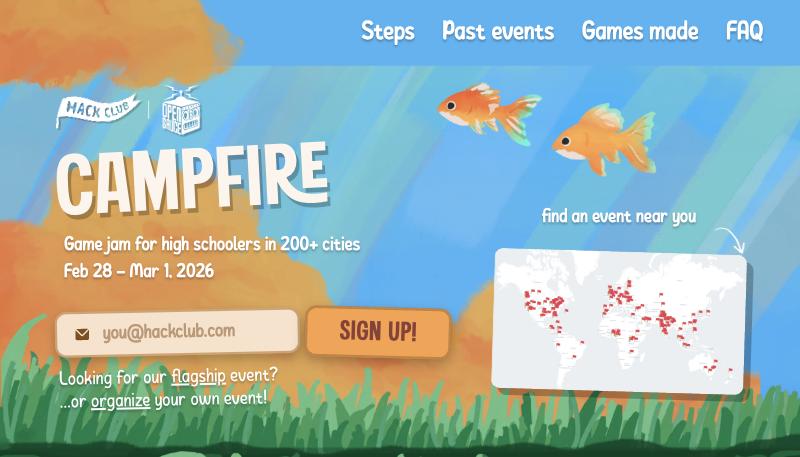 Steps Past events Games made FAQ
HACK CLUB
OPEN SAUCE
CAMPFIRE
Game jam for high schoolers in 200+ cities
Feb 28 – Mar 1, 2026
find an event near you
you@hackclub.com
SIGN UP!
Looking for our flagship event?
...or organize your own event!